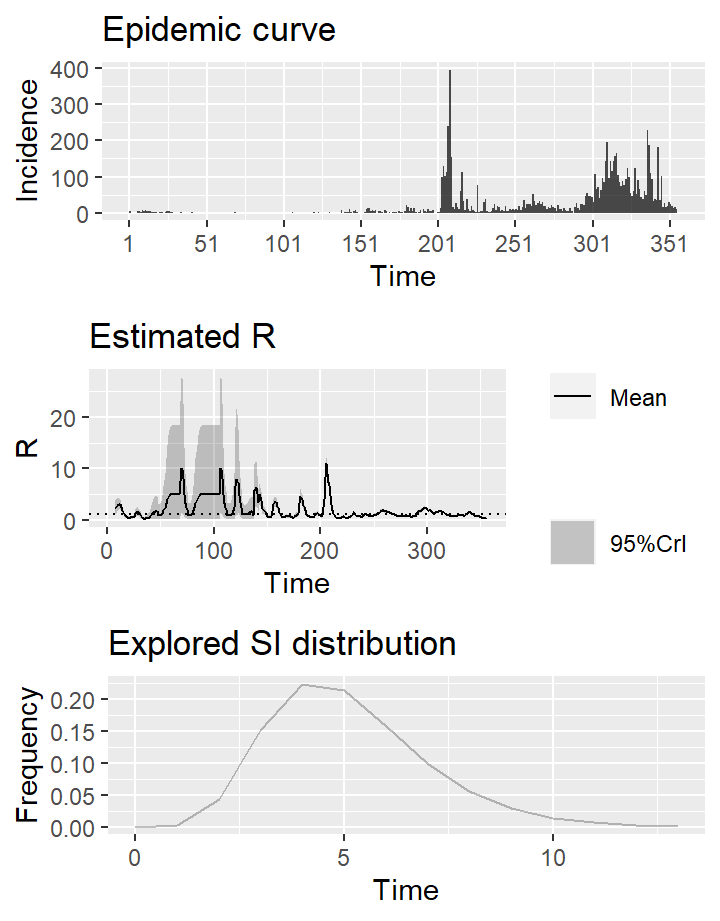 Epidemic curve
Incidence
400
300
200
100
0
1 51 101 151 201 251 301 351
Time
Estimated R
R
20
10
0
0 100 200 300
Time
Mean
95%CrI
Explored SI distribution
Frequency
0.20
0.15
0.10
0.05
0.00
0 5 10
Time